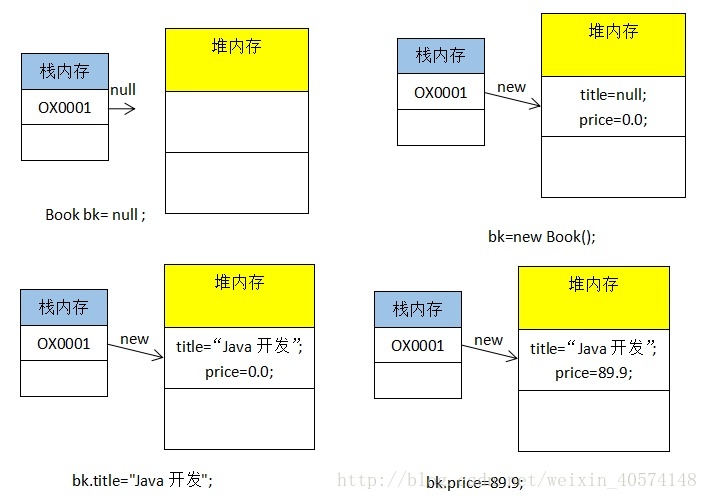 栈内存
OX0001
null
堆内存
Book bk= null ;
栈内存
OX0001
new
堆内存
title=null;
price=0.0;
bk=new Book();
栈内存
OX0001
new
堆内存
title=“Java 开发”;
price=0.0;
bk.title="Java 开发";
栈内存
OX0001
new
堆内存
title=“Java 开发”;
price=89.9;
bk.price=89.9;
http://blog.csdn.net/weixin_40574148